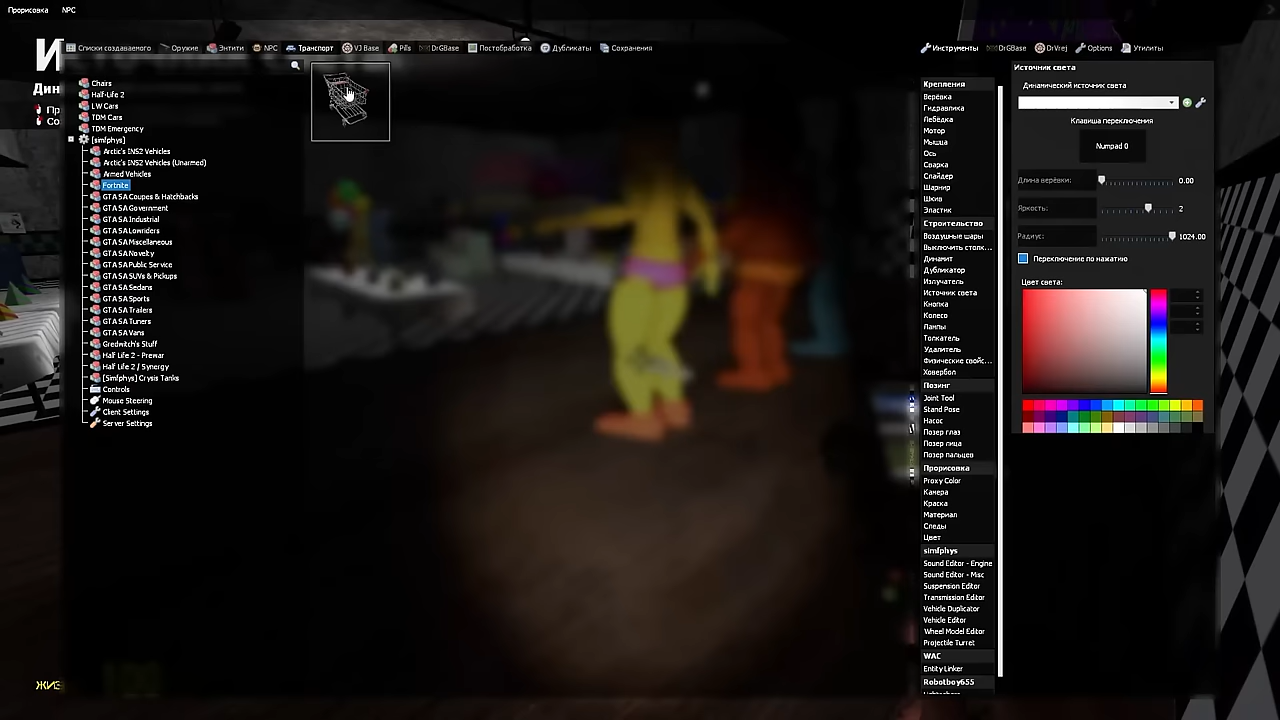 Прорисовка NPC
Списки создаваемого Оружие Энтити NPC Транспорт VJ Base Pills DrGBase Постобработка Дубликаты Сохранения
Инструменты DrGBase DrVrej Options Утилиты
И
Дин
Пр
Со
Chairs
Half-Life 2
LW Cars
TDM Cars
TDM Emergency
[simfphys]
Arctic's INS2 Vehicles
Arctic's INS2 Vehicles (Unarmed)
Armed Vehicles
Fortnite
GTA SA Coupes & Hatchbacks
GTA SA Government
GTA SA Industrial
GTA SA Lowriders
GTA SA Miscellaneous
GTA SA Novelty
GTA SA Public Service
GTA SA SUVs & Pickups
GTA SA Sedans
GTA SA Sports
GTA SA Trailers
GTA SA Tuners
GTA SA Vans
Gredwitch's Stuff
Half Life 2 - Prewar
Half Life 2 / Synergy
[Simfphys] Crysis Tanks
Controls
Mouse Steering
Client Settings
Server Settings
Крепления
Верёвка
Гидравлика
Лебёдка
Мотор
Мышца
Ось
Сварка
Слайдер
Шарнир
Шкив
Эластик
Строительство
Воздушные шары
Выключить столк...
Динамит
Дубликатор
Излучатель
Источник света
Кнопка
Колесо
Лампы
Толкатель
Удалитель
Физические свойс...
Ховербол
Позинг
Joint Tool
Stand Pose
Насос
Позер глаз
Позер лица
Позер пальцев
Прорисовка
Proxy Color
Камера
Краска
Материал
Следы
Цвет
simfphys
Sound Editor - Engine
Sound Editor - Misc
Suspension Editor
Transmission Editor
Vehicle Duplicator
Vehicle Editor
Wheel Model Editor
Projectile Turret
WAC
Entity Linker
Robotboy655
Источник света
Динамический источник света
Клавиша переключения
Numpad 0
Длина верёвки: 0.00
Яркость: 2
Радиус: 1024.00
Переключение по нажатию
Цвет света:
ЖИЗ